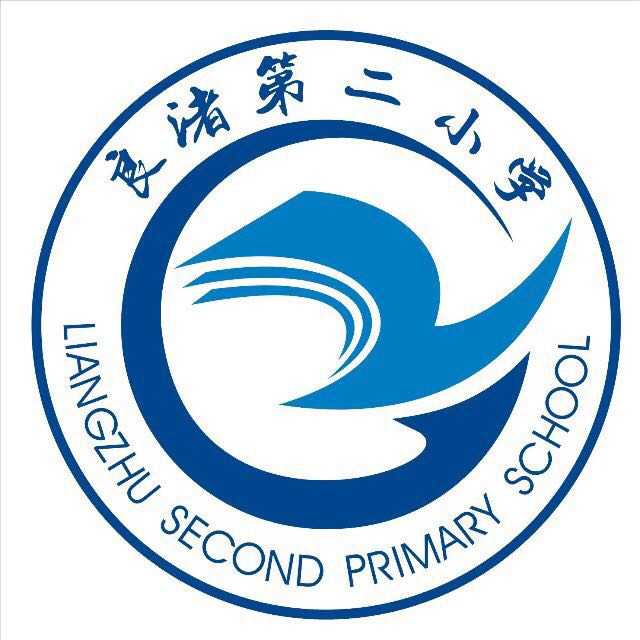 良渚第二小学
LIANGZHU SECOND PRIMARY SCHOOL